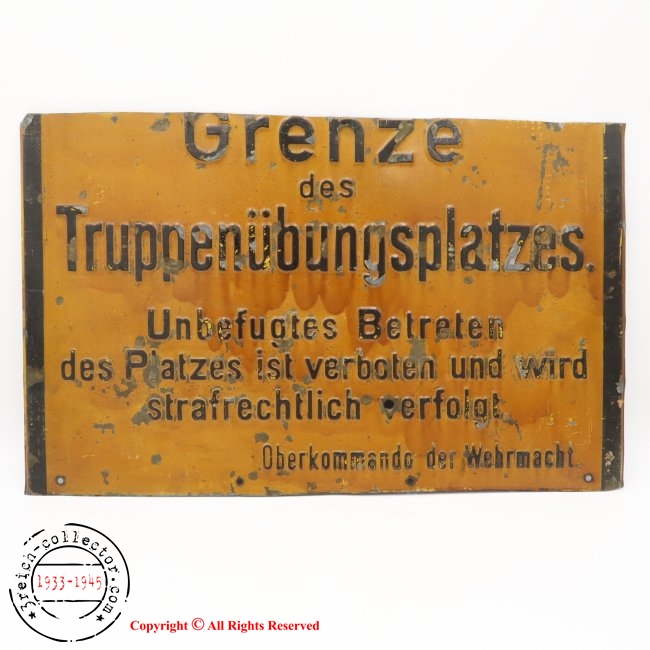 Grenze
des
Truppenübungsplatzes.
Unbefugtes Betreten
des Platzes ist verboten und wird
strafrechtlich verfolgt
Oberkommando der Wehrmacht.
3reich-collector.com
1933-1945
Copyright © All Rights Reserved